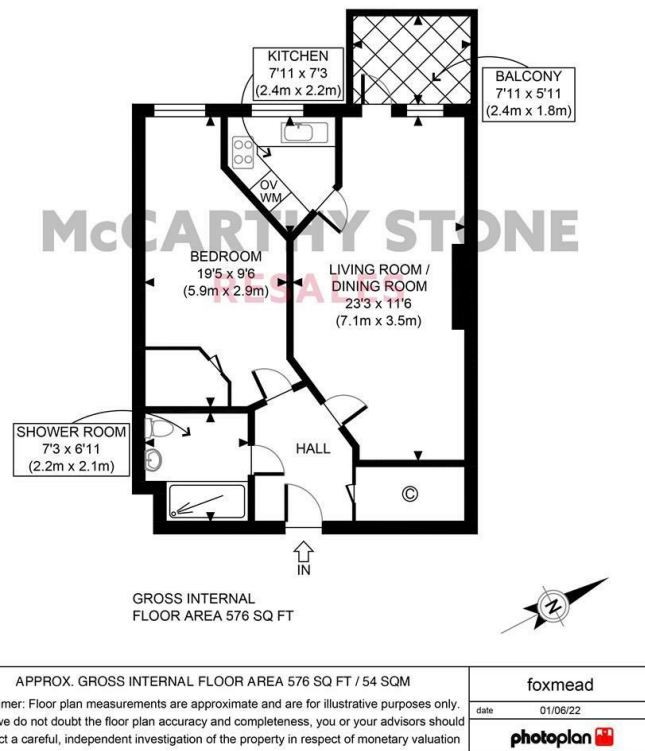 KITCHEN
7'11 x 7'3
(2.4m x 2.2m)
BALCONY
7'11 x 5'11
(2.4m x 1.8m)
OV
WM
McCARTHY STONE
RESALES
BEDROOM
19'5 x 9'6
(5.9m x 2.9m)
LIVING ROOM /
DINING ROOM
23'3 x 11'6
(7.1m x 3.5m)
SHOWER ROOM
7'3 x 6'11
(2.2m x 2.1m)
HALL
C
IN
GROSS INTERNAL
FLOOR AREA 576 SQ FT
N
APPROX. GROSS INTERNAL FLOOR AREA 576 SQ FT / 54 SQM
mer: Floor plan measurements are approximate and are for illustrative purposes only.
we do not doubt the floor plan accuracy and completeness, you or your advisors should
ct a careful, independent investigation of the property in respect of monetary valuation
foxmead
date 01/06/22
photoplan